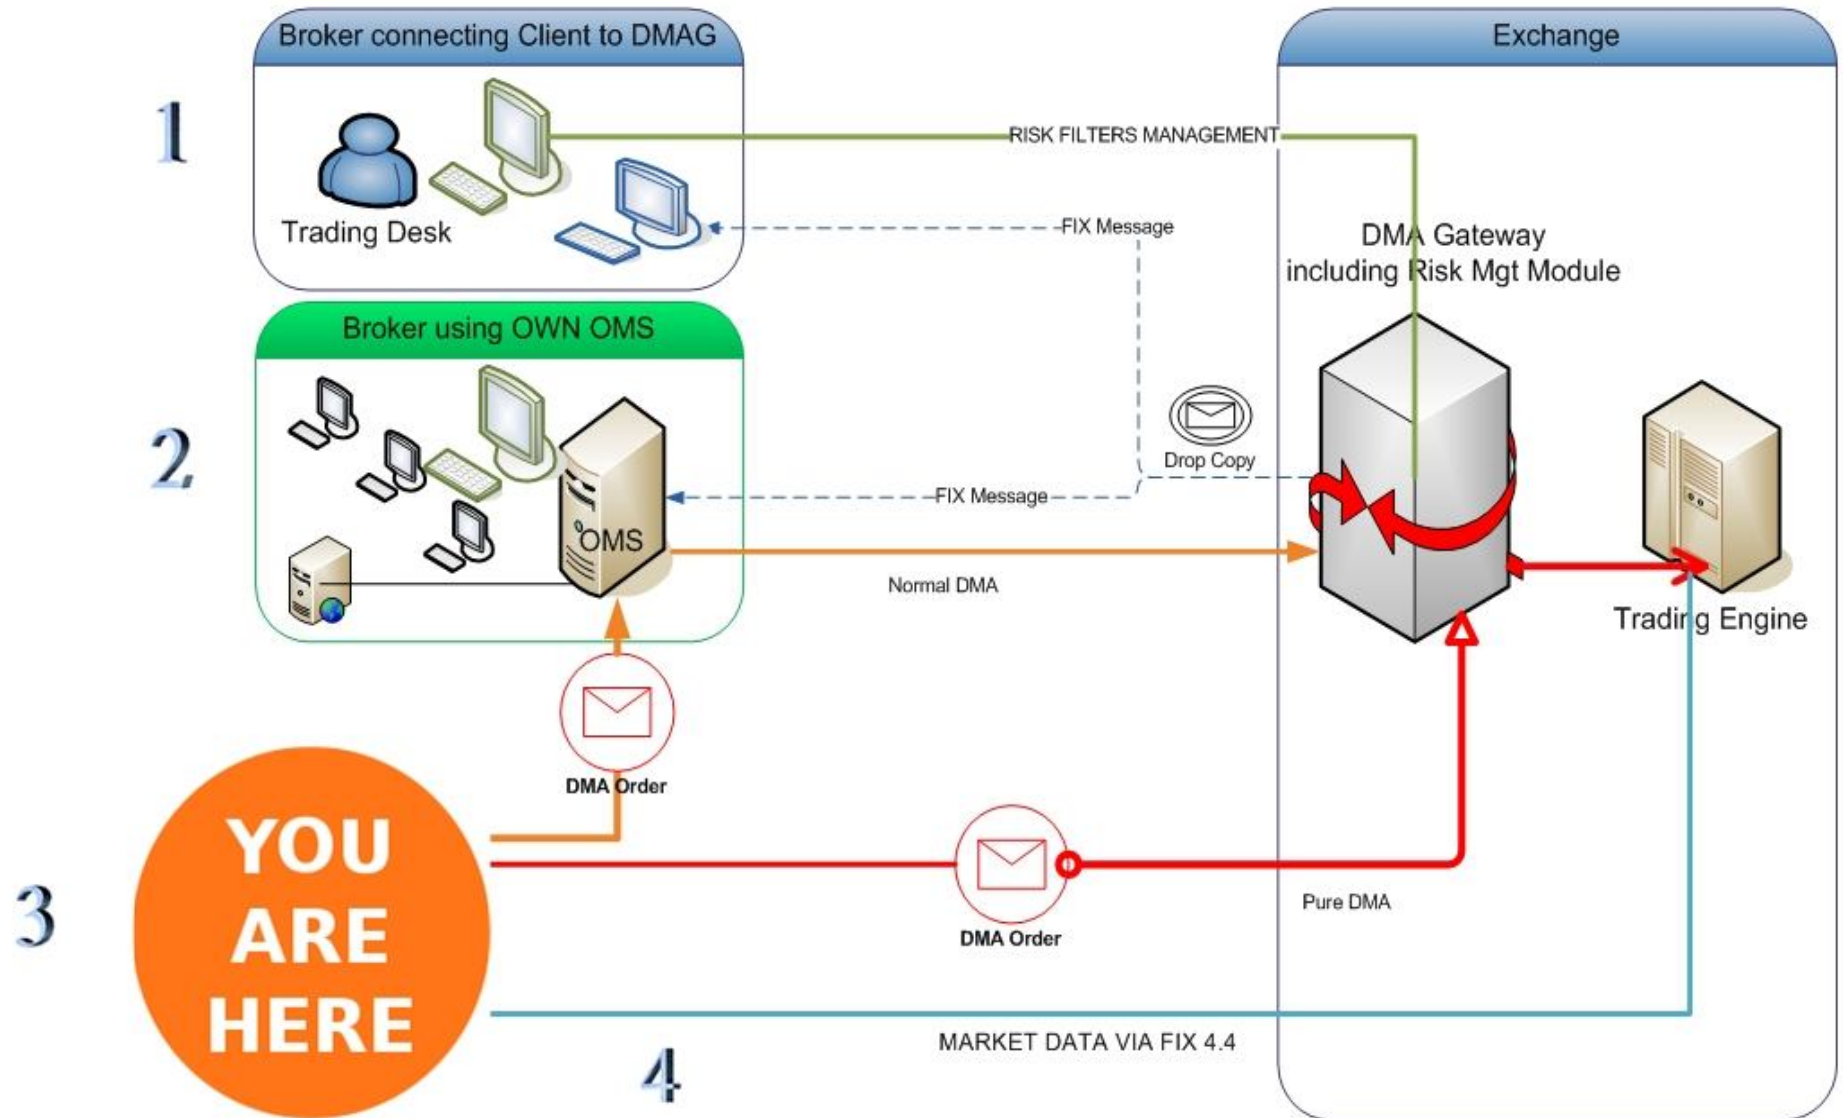 Broker connecting Client to DMAG
Exchange
1
RISK FILTERS MANAGEMENT
Trading Desk
FIX Message
DMA Gateway
including Risk Mgt Module
Broker using OWN OMS
2
Drop Copy
FIX Message
OMS
Normal DMA
Trading Engine
DMA Order
YOU
ARE
HERE
3
Pure DMA
DMA Order
MARKET DATA VIA FIX 4.4
4